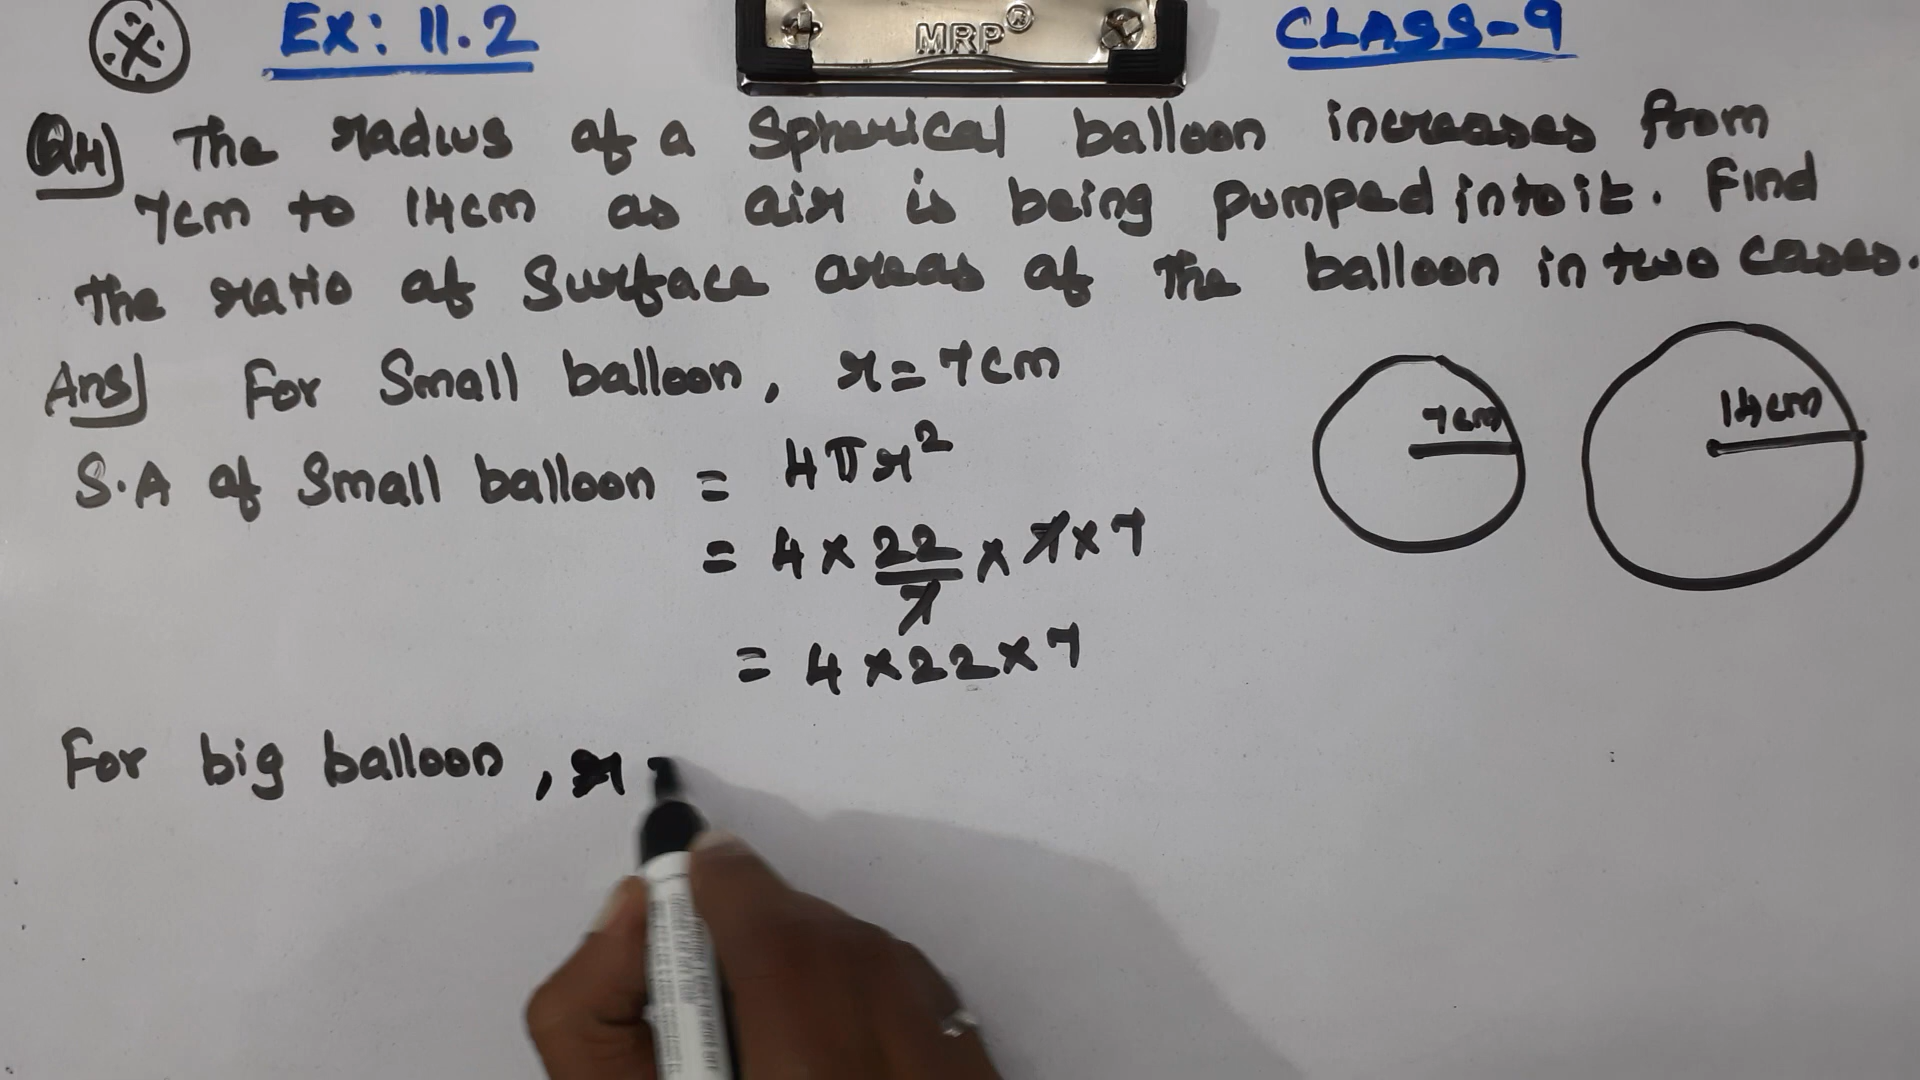 Ex: 11.2
MRP®
CLASS-9
Q4) The radius of a Spherical balloon increases from
7cm to 14cm as air is being pumped into it. Find
the ratio of Surface areas of the balloon in two cases.
Ans) For Small balloon, r = 7cm
7cm
14cm
S.A of Small balloon = 4πr²
= 4 × 22/7 × 7 × 7
= 4 × 22 × 7
For big balloon, r